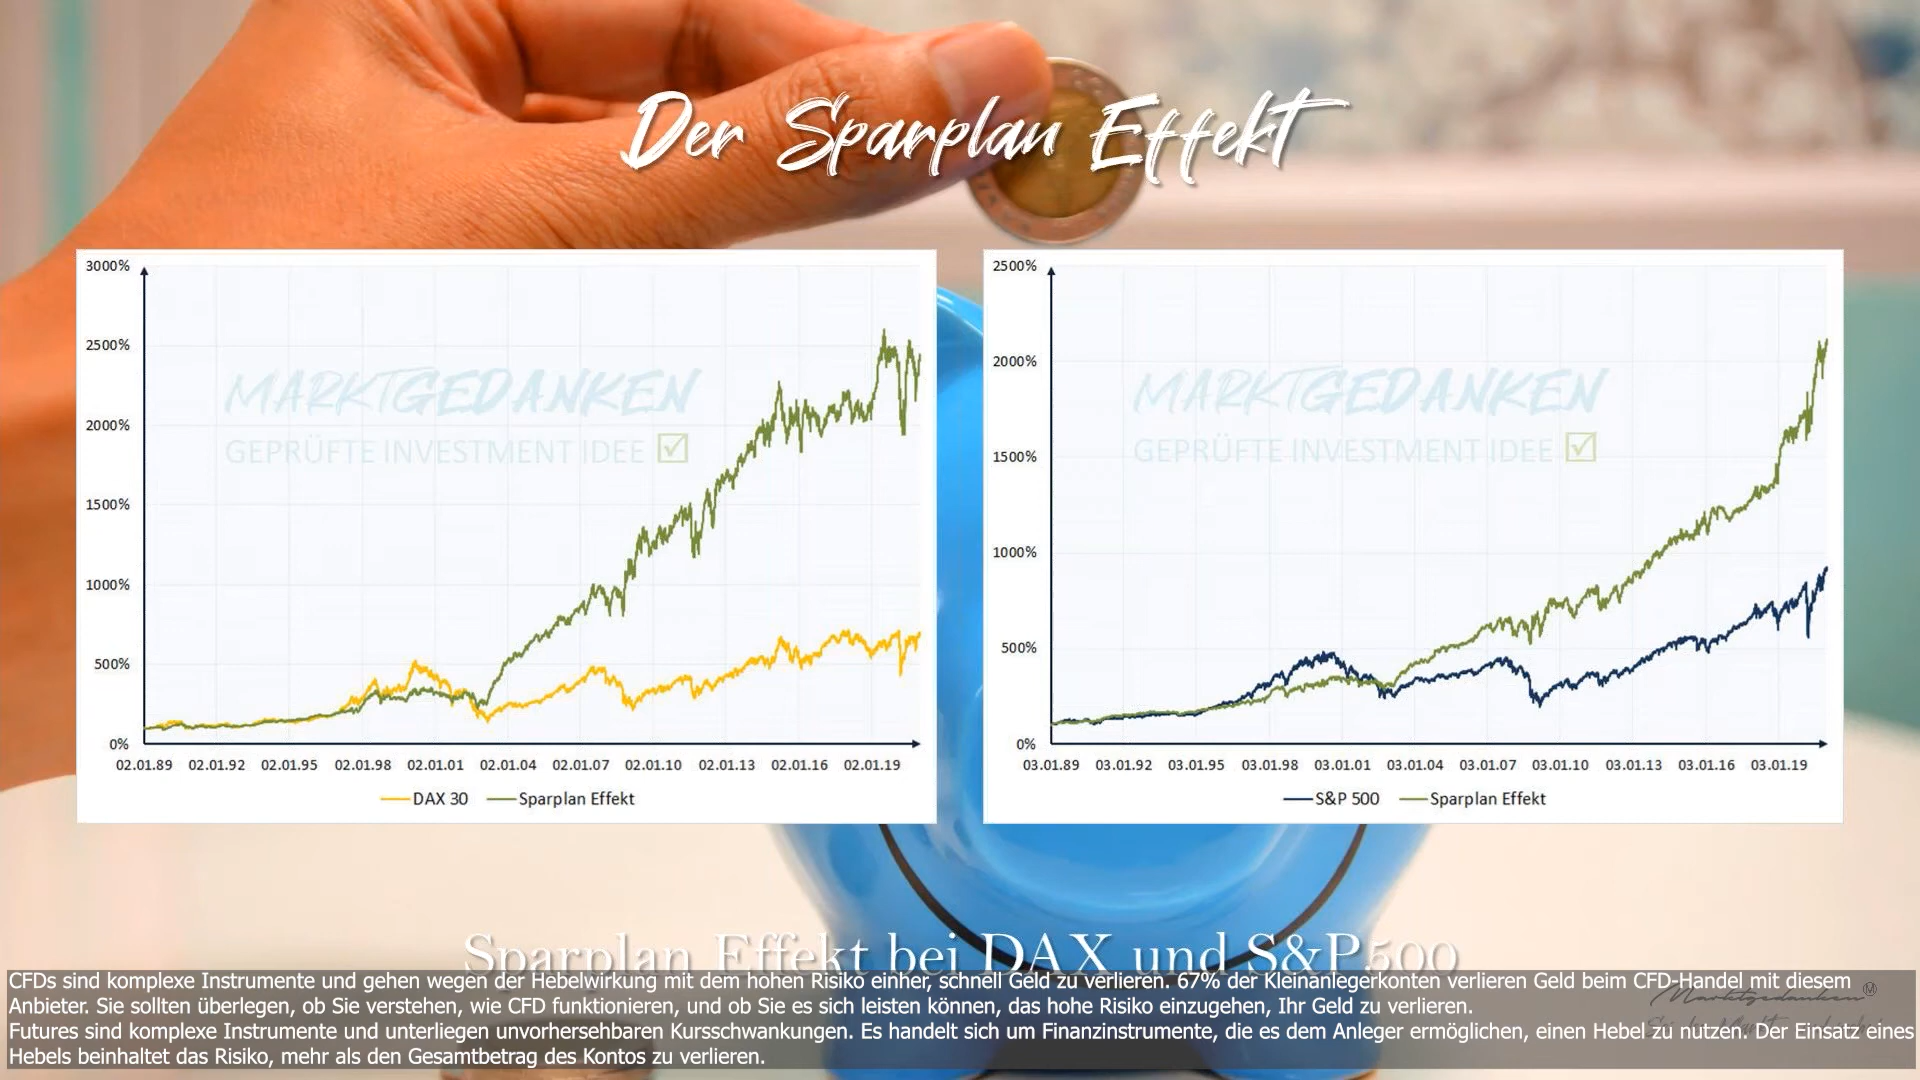 Der Sparplan Effekt
3000%
2500%
2000%
1500%
1000%
500%
0%
MARKTGEDANKEN
GEPRÜFTE INVESTMENT IDEE
02.01.89 02.01.92 02.01.95 02.01.98 02.01.01 02.01.04 02.01.07 02.01.10 02.01.13 02.01.16 02.01.19
DAX 30 Sparplan Effekt
2500%
2000%
1500%
1000%
500%
0%
MARKTGEDANKEN
GEPRÜFTE INVESTMENT IDEE
03.01.89 03.01.92 03.01.95 03.01.98 03.01.01 03.01.04 03.01.07 03.01.10 03.01.13 03.01.16 03.01.19
S&P 500 Sparplan Effekt
Sparplan Effekt bei DAX und S&P500
CFDs sind komplexe Instrumente und gehen wegen der Hebelwirkung mit dem hohen Risiko einher, schnell Geld zu verlieren. 67% der Kleinanlegerkonten verlieren Geld beim CFD-Handel mit diesem
Anbieter. Sie sollten überlegen, ob Sie verstehen, wie CFD funktionieren, und ob Sie es sich leisten können, das hohe Risiko einzugehen, Ihr Geld zu verlieren.
Futures sind komplexe Instrumente und unterliegen unvorhersehbaren Kursschwankungen. Es handelt sich um Finanzinstrumente, die es dem Anleger ermöglichen, einen Hebel zu nutzen. Der Einsatz eines
Hebels beinhaltet das Risiko, mehr als den Gesamtbetrag des Kontos zu verlieren.
Marktgedanken